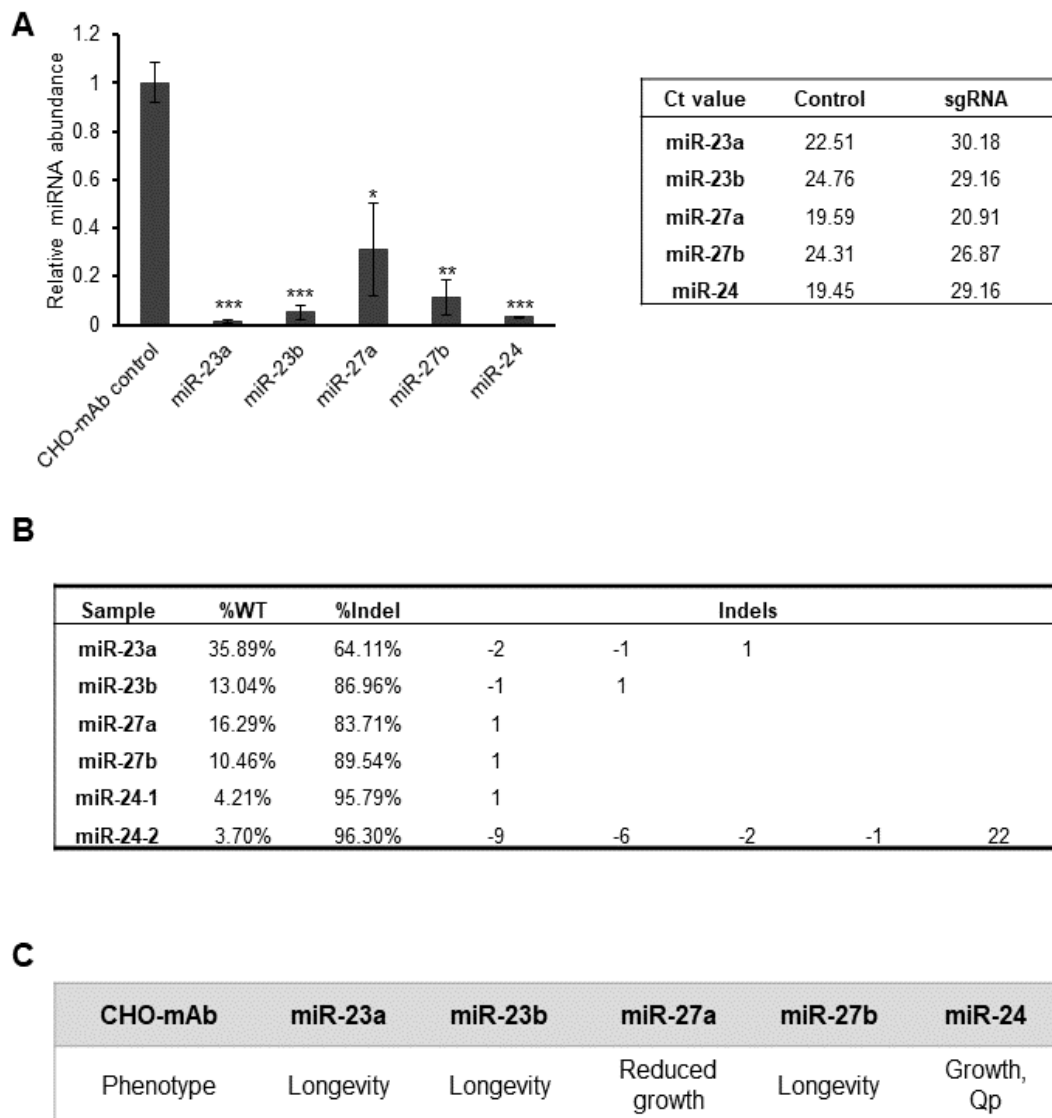 A
Relative miRNA abundance
1.2
1
0.8
0.6
0.4
0.2
0
***
***
*
**
***
CHO-mAb control
miR-23a
miR-23b
miR-27a
miR-27b
miR-24
Ct value Control sgRNA
miR-23a 22.51 30.18
miR-23b 24.76 29.16
miR-27a 19.59 20.91
miR-27b 24.31 26.87
miR-24 19.45 29.16
B
Sample %WT %Indel Indels
miR-23a 35.89% 64.11% -2 -1 1
miR-23b 13.04% 86.96% -1 1
miR-27a 16.29% 83.71% 1
miR-27b 10.46% 89.54% 1
miR-24-1 4.21% 95.79% 1
miR-24-2 3.70% 96.30% -9 -6 -2 -1 22
C
CHO-mAb miR-23a miR-23b miR-27a miR-27b miR-24
Phenotype Longevity Longevity Reduced growth Longevity Growth, Qp